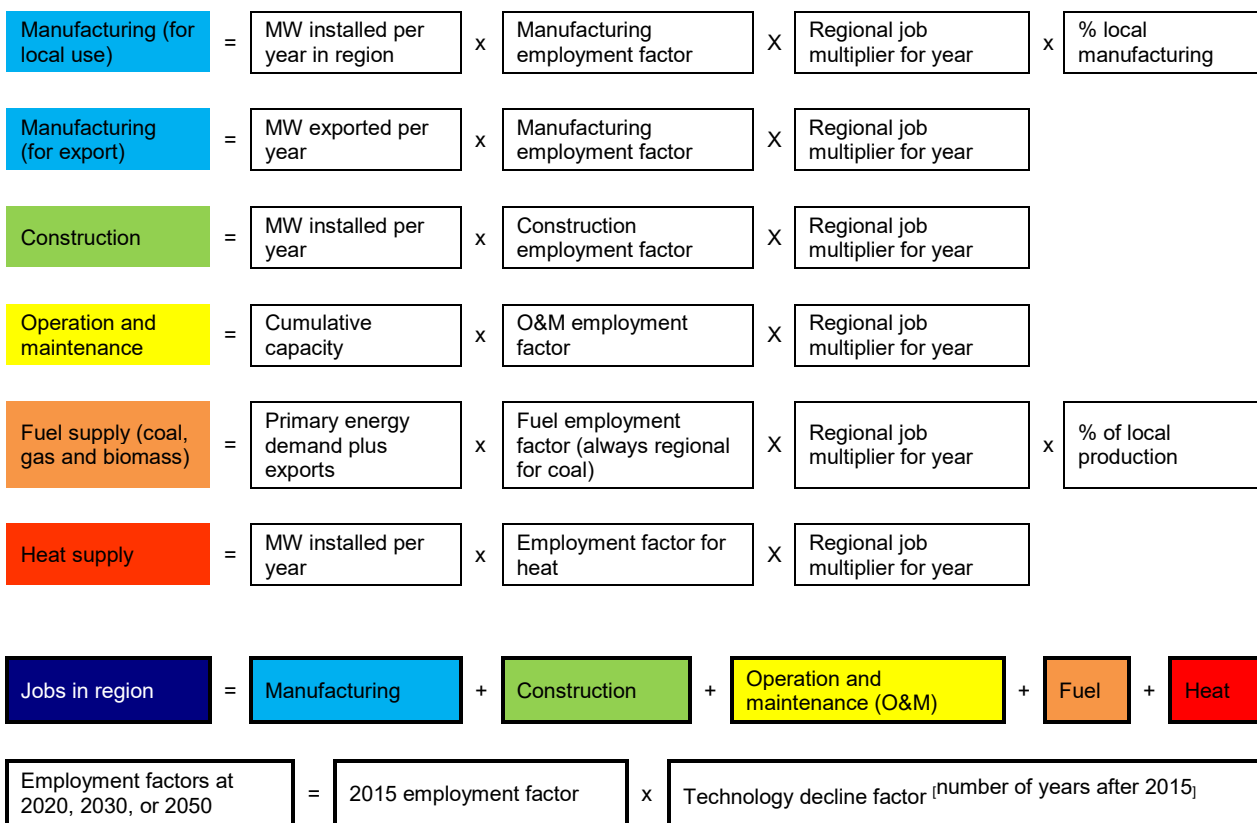 Manufacturing (for local use) = MW installed per year in region x Manufacturing employment factor X Regional job multiplier for year x % local manufacturing
Manufacturing (for export) = MW exported per year x Manufacturing employment factor X Regional job multiplier for year
Construction = MW installed per year x Construction employment factor X Regional job multiplier for year
Operation and maintenance = Cumulative capacity x O&M employment factor X Regional job multiplier for year
Fuel supply (coal, gas and biomass) = Primary energy demand plus exports x Fuel employment factor (always regional for coal) X Regional job multiplier for year x % of local production
Heat supply = MW installed per year x Employment factor for heat X Regional job multiplier for year
Jobs in region = Manufacturing + Construction + Operation and maintenance (O&M) + Fuel + Heat
Employment factors at 2020, 2030, or 2050 = 2015 employment factor x Technology decline factor [number of years after 2015]